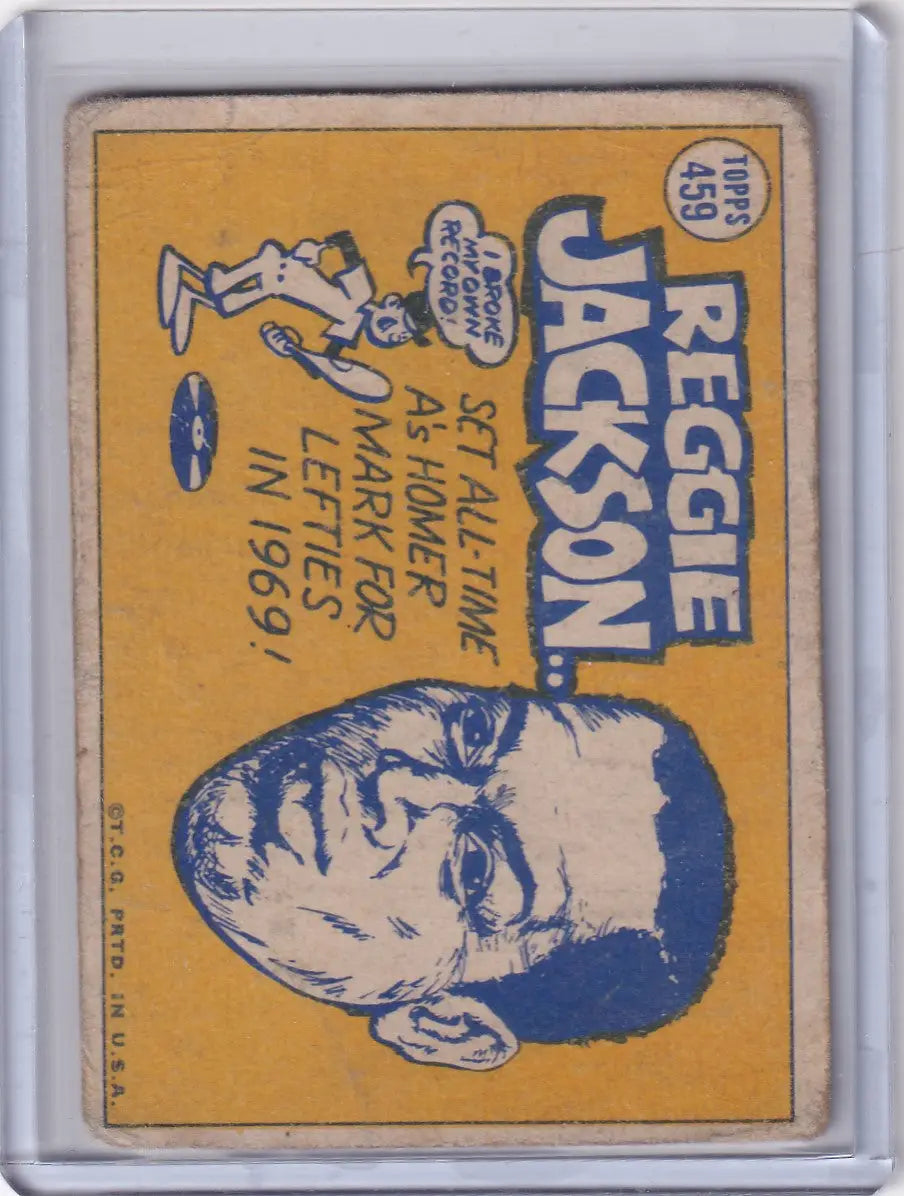 TOPPS
459
REGGIE
JACKSON..
I BROKE
MY OWN
RECORD!
SET ALL-TIME
A's HOMER
MARK FOR
LEFTIES
IN 1969!
©T.C.G. PRTD. IN U.S.A.